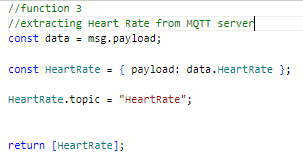 //function 3
//extracting Heart Rate from MQTT server
const data = msg.payload;
const HeartRate = { payload: data.HeartRate };
HeartRate.topic = "HeartRate";
return [HeartRate];